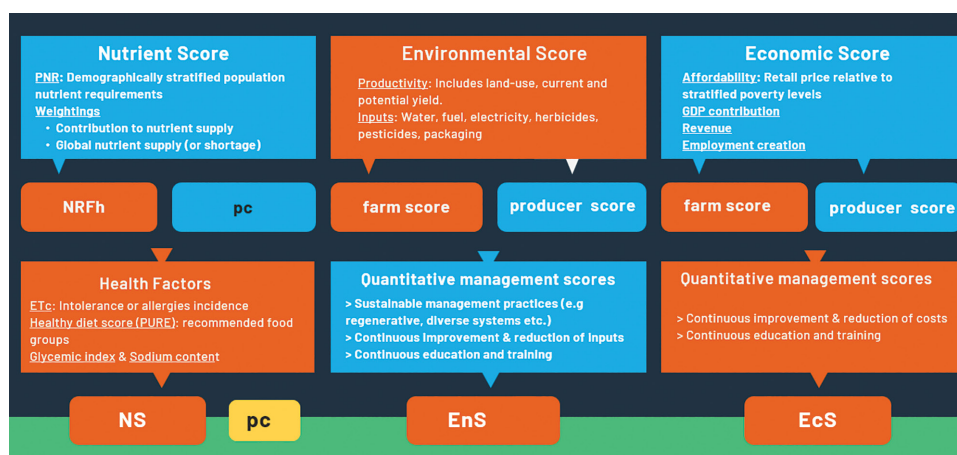 Nutrient Score
PNR: Demographically stratified population
nutrient requirements
Weightings
• Contribution to nutrient supply
• Global nutrient supply (or shortage)
NRFh
pc
Health Factors
ETc: Intolerance or allergies incidence
Healthy diet score (PURE): recommended food
groups
Glycemic index & Sodium content
NS
pc
Environmental Score
Productivity: Includes land-use, current and
potential yield.
Inputs: Water, fuel, electricity, herbicides,
pesticides, packaging
farm score
producer score
Quantitative management scores
> Sustainable management practices (e.g
regenerative, diverse systems etc.)
> Continuous improvement & reduction of inputs
> Continuous education and training
EnS
Economic Score
Affordability: Retail price relative to
stratified poverty levels
GDP contribution
Revenue
Employment creation
farm score
producer score
Quantitative management scores
> Continuous improvement & reduction of costs
> Continuous education and training
EcS